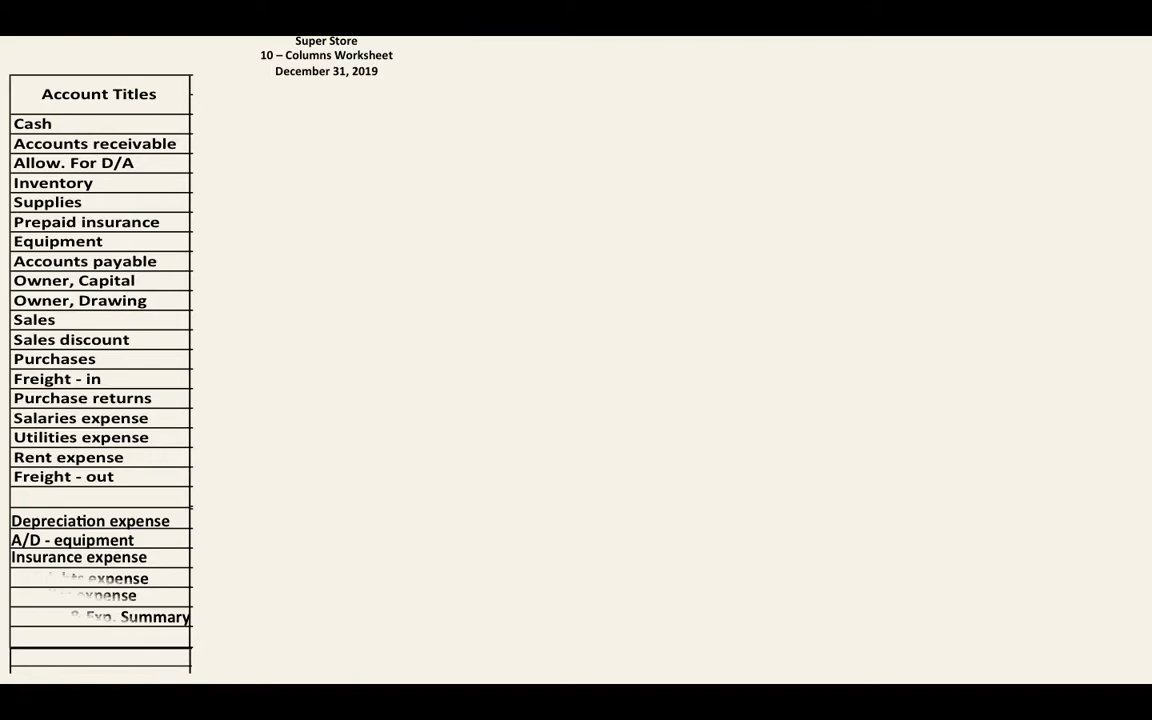 Super Store
10 – Columns Worksheet
December 31, 2019
Account Titles
Cash
Accounts receivable
Allow. For D/A
Inventory
Supplies
Prepaid insurance
Equipment
Accounts payable
Owner, Capital
Owner, Drawing
Sales
Sales discount
Purchases
Freight - in
Purchase returns
Salaries expense
Utilities expense
Rent expense
Freight - out
Depreciation expense
A/D - equipment
Insurance expense
expense
expense
& Exp. Summary